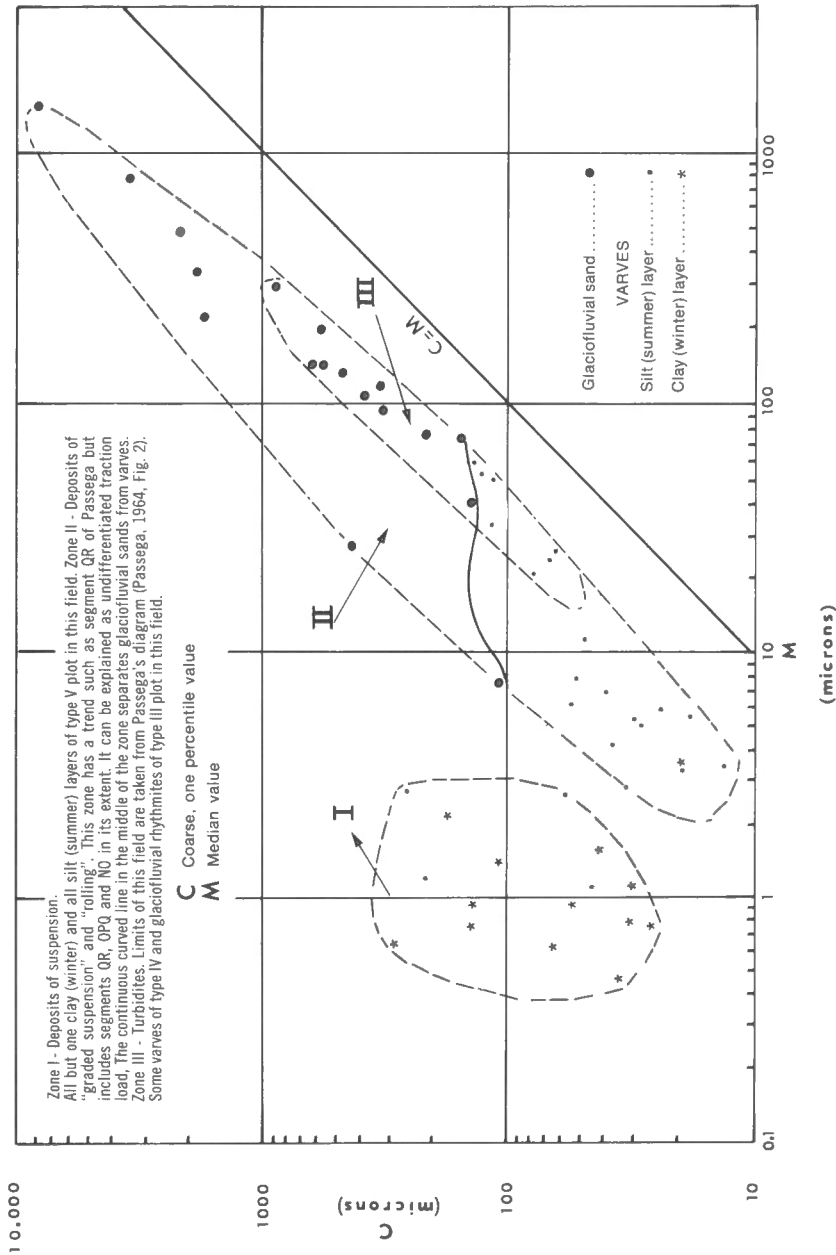 Zone I - Deposits of suspension.
All but one clay (winter) and all silt (summer) layers of type V plot in this field. Zone II - Deposits of
"graded suspension" and "rolling". This zone has a trend such as segment QR of Passega but
includes segments QR, OPQ and NO in its extent. It can be explained as undifferentiated traction
load, The continuous curved line in the middle of the zone separates glaciofluvial sands from varves.
Zone III - Turbidites. Limits of this field are taken from Passega's diagram (Passega, 1964, Fig. 2).
Some varves of type IV and glaciofluvial rhythmites of type III plot in this field.
C Coarse, one percentile value
M Median value
I
II
III
C=M
Glaciofluvial sand
VARVES
Silt (summer) layer
Clay (winter) layer
10.000
1000
100
10
C
(microns)
0.1
1
10
100
1000
M
(microns)